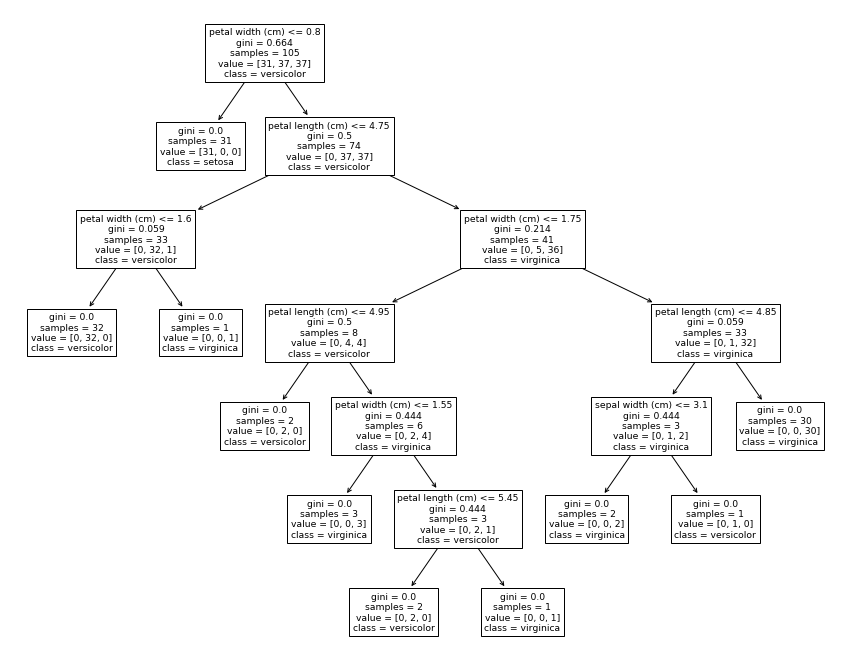 petal width (cm) <= 0.8
gini = 0.664
samples = 105
value = [31, 37, 37]
class = versicolor
gini = 0.0
samples = 31
value = [31, 0, 0]
class = setosa
petal length (cm) <= 4.75
gini = 0.5
samples = 74
value = [0, 37, 37]
class = versicolor
petal width (cm) <= 1.6
gini = 0.059
samples = 33
value = [0, 32, 1]
class = versicolor
petal width (cm) <= 1.75
gini = 0.214
samples = 41
value = [0, 5, 36]
class = virginica
gini = 0.0
samples = 32
value = [0, 32, 0]
class = versicolor
gini = 0.0
samples = 1
value = [0, 0, 1]
class = virginica
petal length (cm) <= 4.95
gini = 0.5
samples = 8
value = [0, 4, 4]
class = versicolor
petal length (cm) <= 4.85
gini = 0.059
samples = 33
value = [0, 1, 32]
class = virginica
gini = 0.0
samples = 2
value = [0, 2, 0]
class = versicolor
petal width (cm) <= 1.55
gini = 0.444
samples = 6
value = [0, 2, 4]
class = virginica
sepal width (cm) <= 3.1
gini = 0.444
samples = 3
value = [0, 1, 2]
class = virginica
gini = 0.0
samples = 30
value = [0, 0, 30]
class = virginica
gini = 0.0
samples = 3
value = [0, 0, 3]
class = virginica
petal length (cm) <= 5.45
gini = 0.444
samples = 3
value = [0, 2, 1]
class = versicolor
gini = 0.0
samples = 2
value = [0, 0, 2]
class = virginica
gini = 0.0
samples = 1
value = [0, 1, 0]
class = versicolor
gini = 0.0
samples = 2
value = [0, 2, 0]
class = versicolor
gini = 0.0
samples = 1
value = [0, 0, 1]
class = virginica